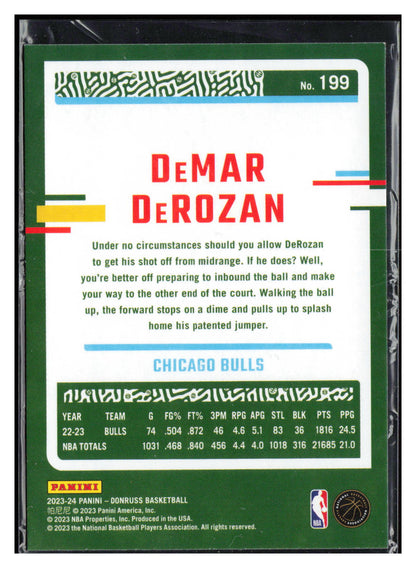 No. 199
DeMAR
DeROZAN
Under no circumstances should you allow DeRozan
to get his shot off from midrange. If he does? Well,
you're better off preparing to inbound the ball and make
your way to the other end of the court. Walking the ball
up, the forward stops on a dime and pulls up to splash
home his patented jumper.
CHICAGO BULLS
YEAR TEAM G FG% FT% 3PM RPG APG STL BLK PTS PPG
22-23 BULLS 74 .504 .872 46 4.6 5.1 83 36 1816 24.5
NBA TOTALS 1031 .468 .840 456 4.4 4.0 1018 316 21685 21.0
PANINI
2023-24 PANINI – DONRUSS BASKETBALL
帕尼尼 © 2023 Panini America, Inc.
© 2023 NBA Properties, Inc. Produced in the USA.
© 2023 the National Basketball Players Association. All rights reserved.
NBA